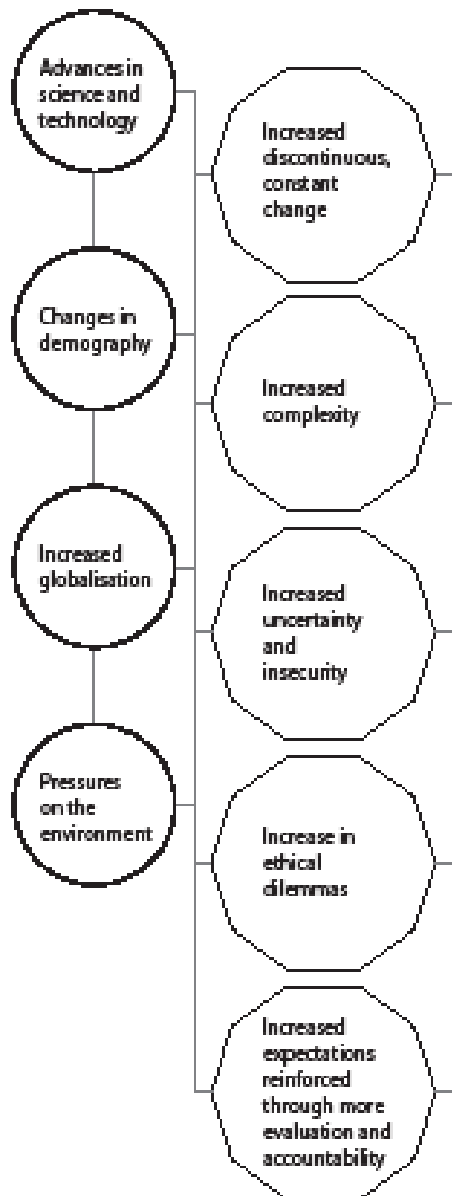 Advances in
science and
technology
Changes in
demography
Increased
globalisation
Pressures
on the
environment
Increased
discontinuous,
constant
change
Increased
complexity
Increased
uncertainty
and
insecurity
Increase in
ethical
dilemmas
Increased
expectations
reinforced
through more
evaluation and
accountability